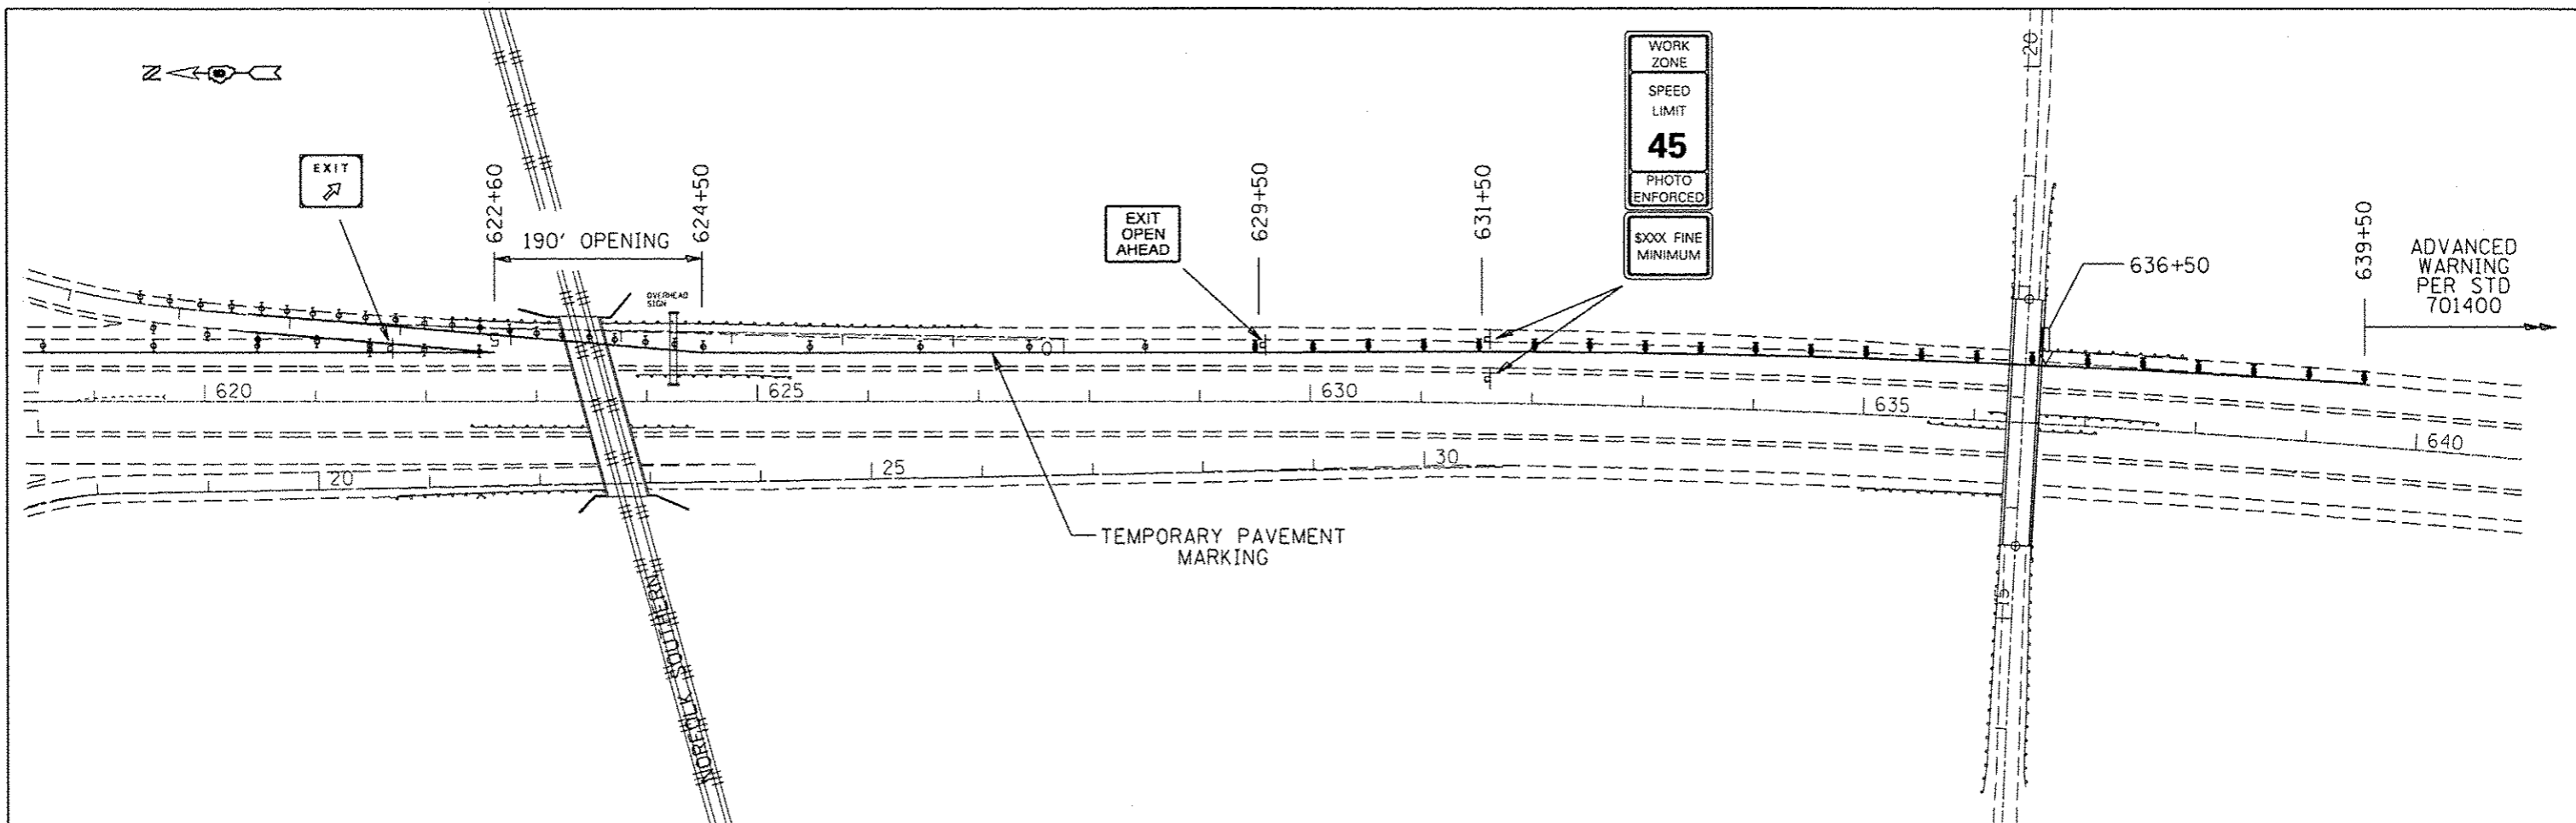 N
WORK
ZONE
SPEED
LIMIT
45
PHOTO
ENFORCED
$XXX FINE
MINIMUM
EXIT
622+60
190' OPENING
624+50
OVERHEAD
SIGN
EXIT
OPEN
AHEAD
629+50
631+50
20
636+50
639+50
ADVANCED
WARNING
PER STD
701400
5
0
620
625
630
635
640
20
25
30
TEMPORARY PAVEMENT
MARKING
NORFOLK SOUTHERN
15